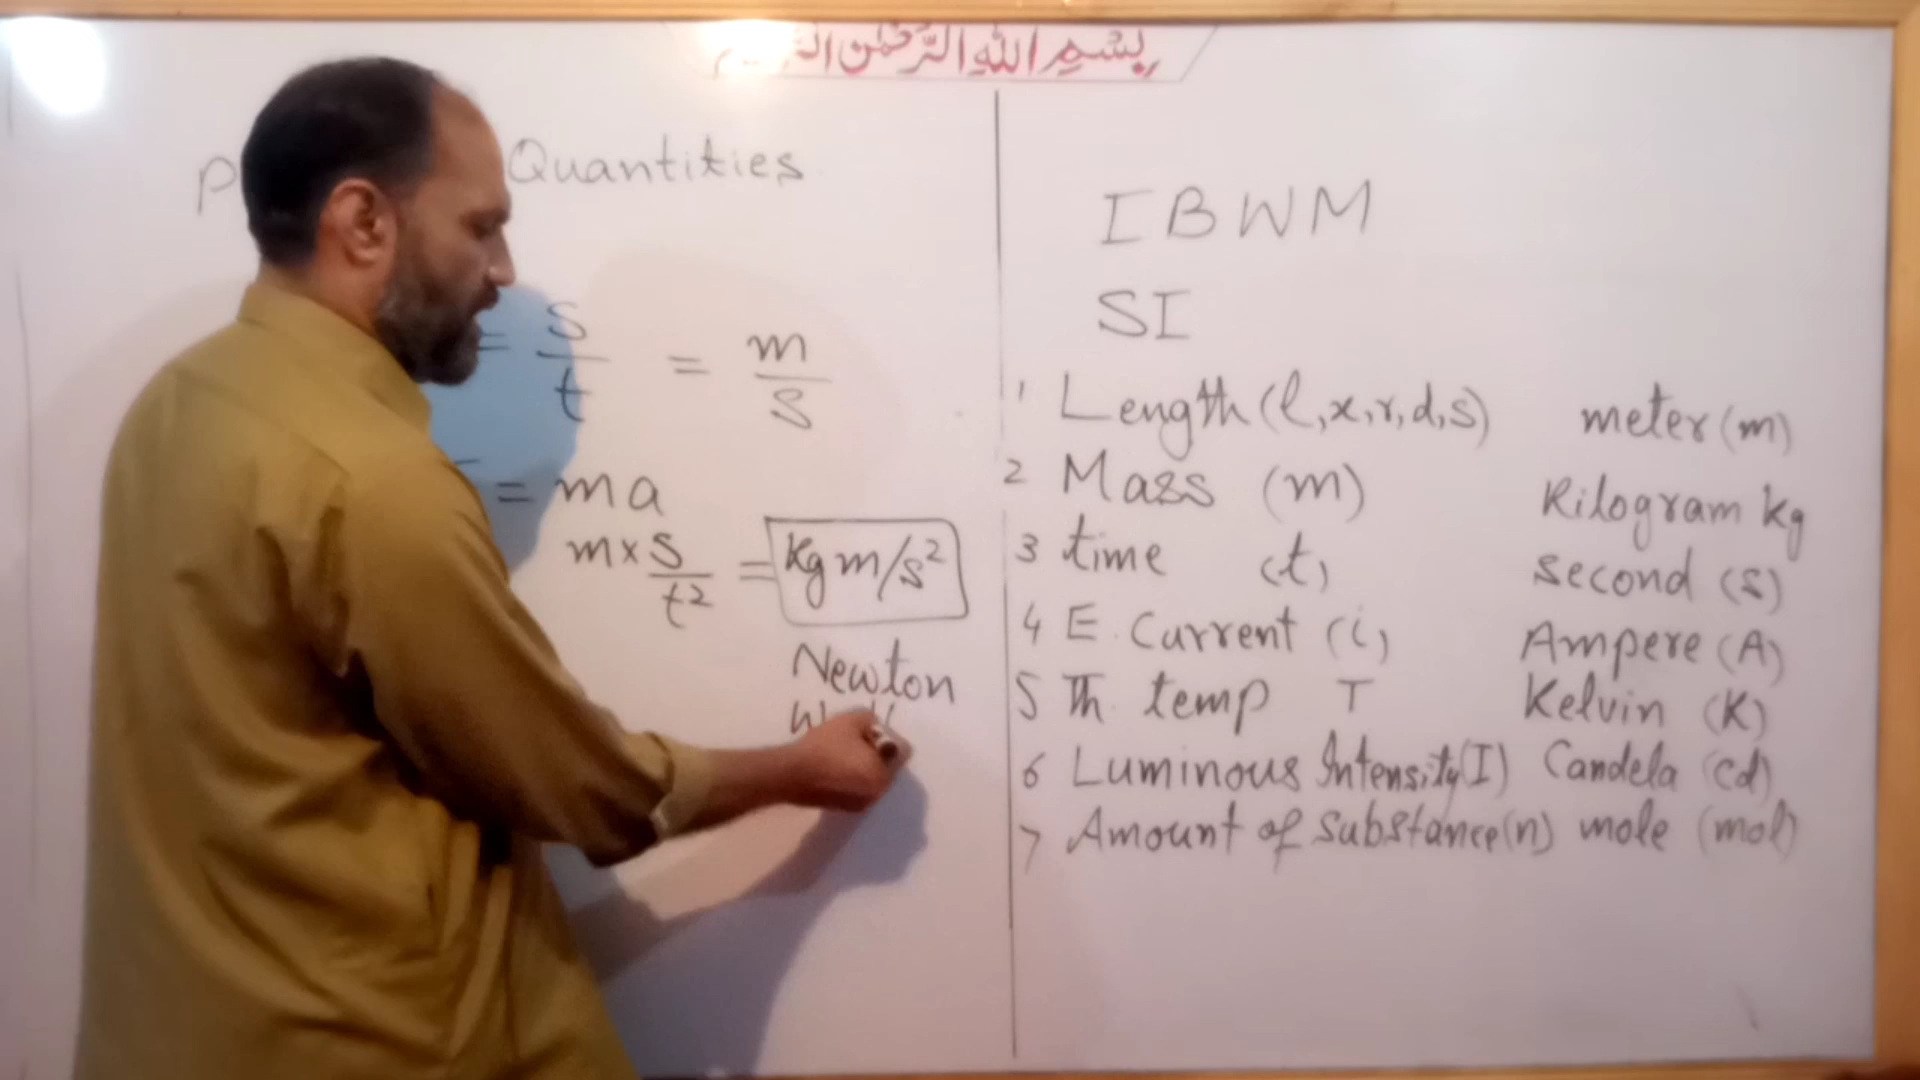 بِسْمِ اللهِ الرَّحْمٰنِ
Quantities
= s/t = m/s
= ma
m x s/t² = kg m/s²
Newton
IBWM
SI
1 Length (l, x, r, d, s) meter (m)
2 Mass (m) Kilogram kg
3 time (t) second (s)
4 E. Current (i) Ampere (A)
5 Th. temp T Kelvin (K)
6 Luminous Intensity (I) Candela (cd)
7 Amount of substance (n) mole (mol)